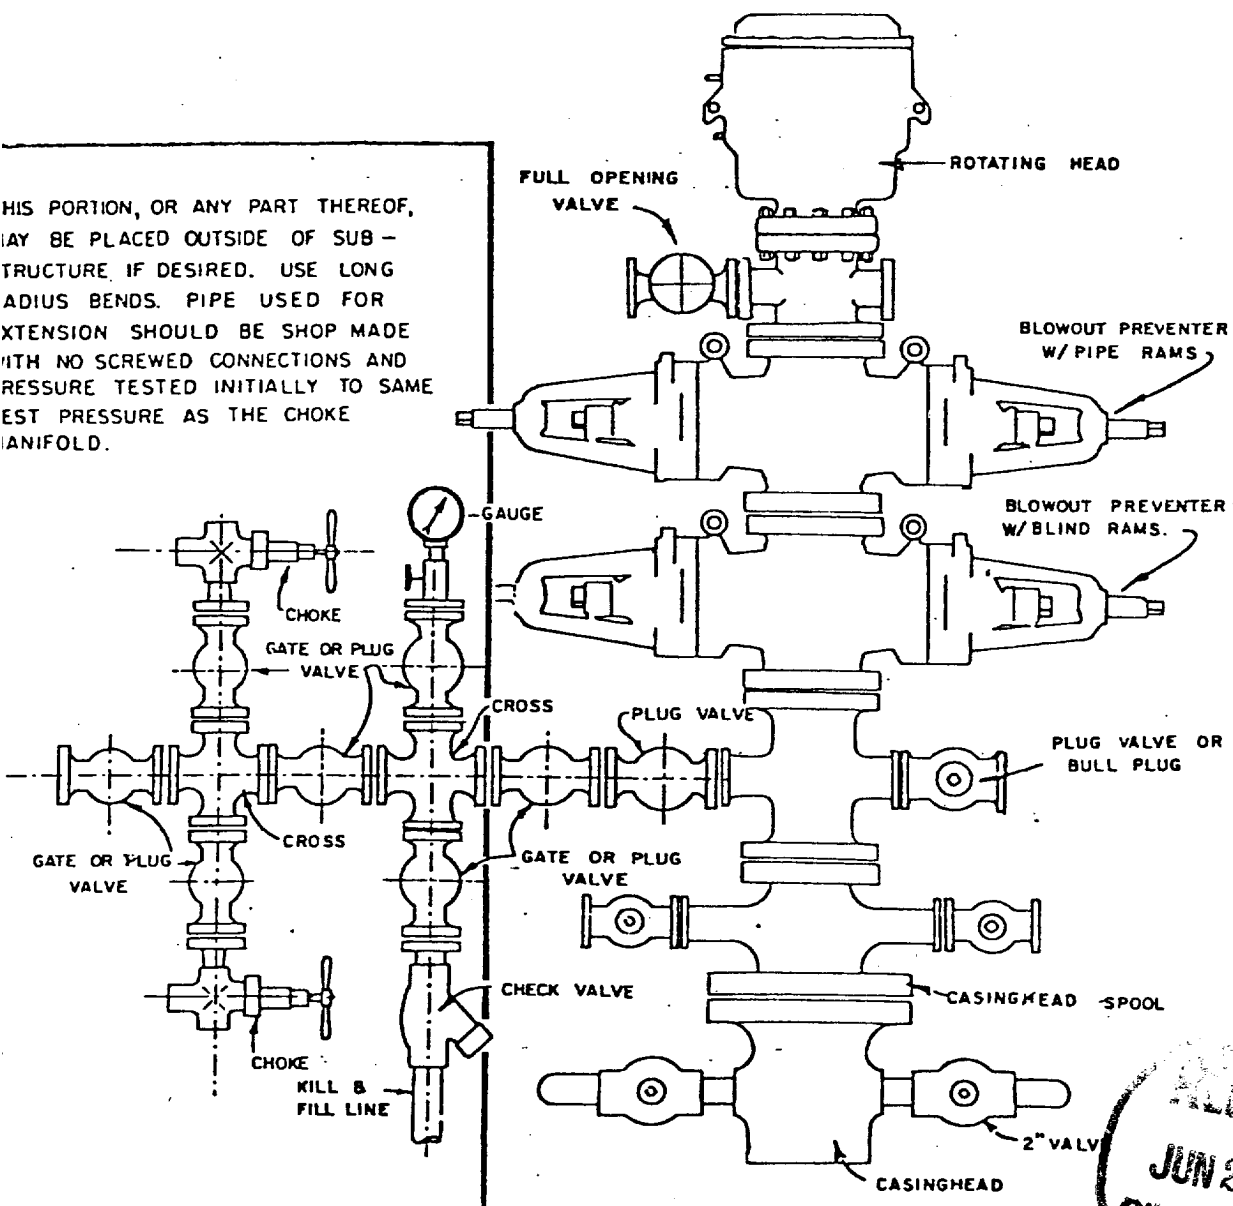 ROTATING HEAD
FULL OPENING
VALVE
HIS PORTION, OR ANY PART THEREOF,
AY BE PLACED OUTSIDE OF SUB-
TRUCTURE IF DESIRED. USE LONG
ADIUS BENDS. PIPE USED FOR
XTENSION SHOULD BE SHOP MADE
ITH NO SCREWED CONNECTIONS AND
RESSURE TESTED INITIALLY TO SAME
EST PRESSURE AS THE CHOKE
ANIFOLD.
BLOWOUT PREVENTER
W/PIPE RAMS
BLOWOUT PREVENTER
W/BLIND RAMS.
GAUGE
CHOKE
GATE OR PLUG
VALVE
CROSS
PLUG VALVE
PLUG VALVE OR
BULL PLUG
CROSS
GATE OR PLUG
VALVE
GATE OR PLUG
VALVE
CHECK VALVE
CASINGHEAD SPOOL
CHOKE
KILL &
FILL LINE
2" VALV
CASINGHEAD
JUN 2